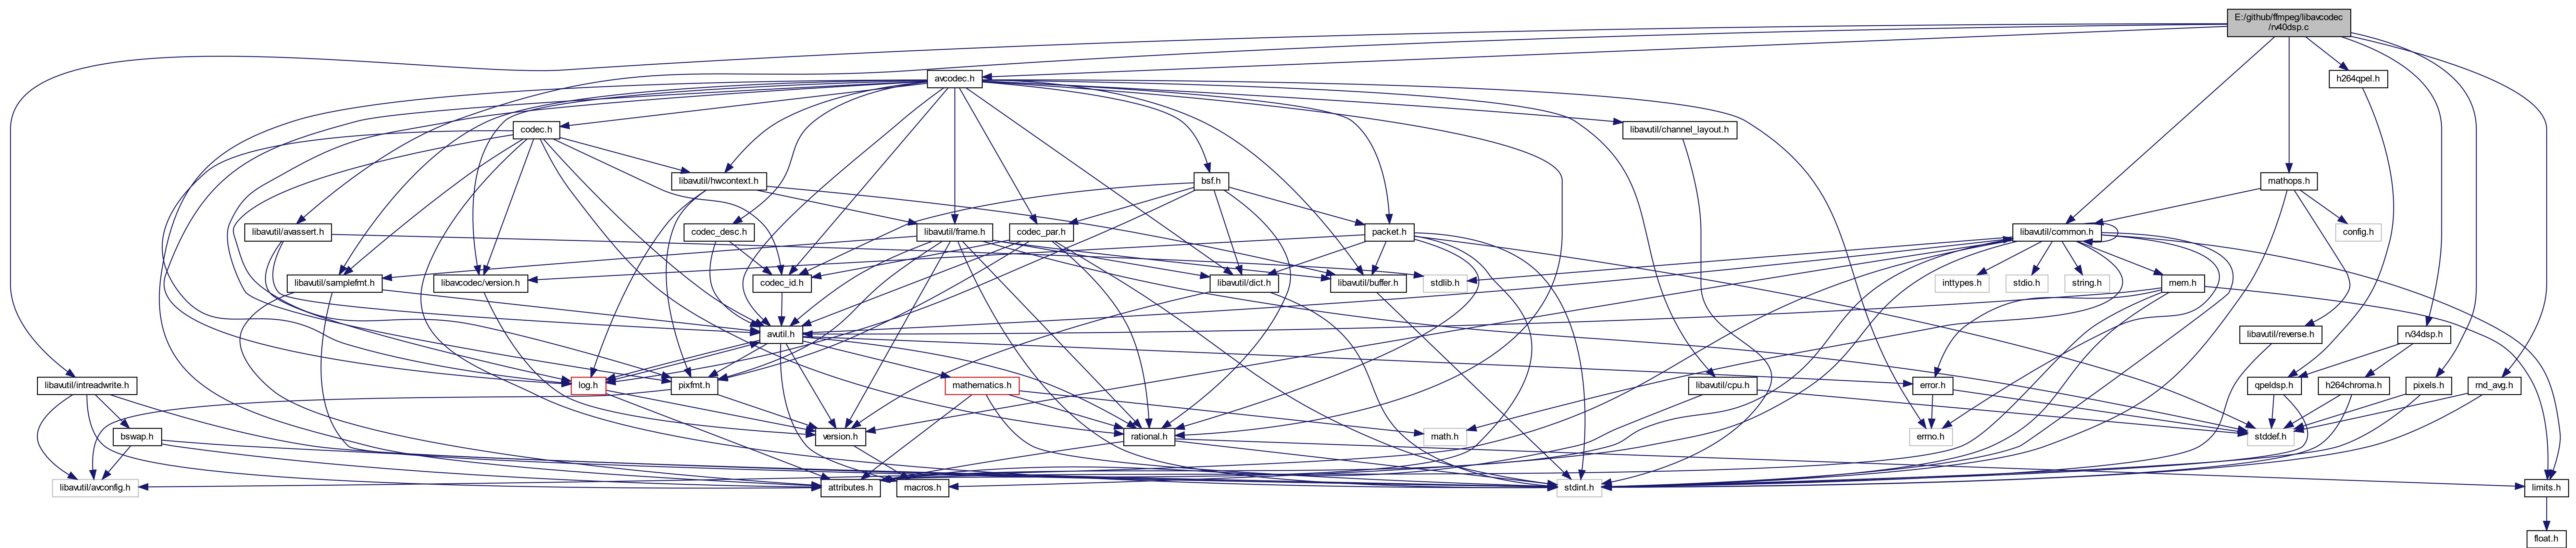 E:/github/ffmpeg/libavcodec
/rv40dsp.c
avcodec.h
h264qpel.h
codec.h
libavutil/channel_layout.h
libavutil/hwcontext.h
bsf.h
mathops.h
libavutil/avassert.h
codec_desc.h
libavutil/frame.h
codec_par.h
packet.h
libavutil/common.h
config.h
libavutil/samplefmt.h
libavcodec/version.h
codec_id.h
libavutil/dict.h
libavutil/buffer.h
stdlib.h
inttypes.h
stdio.h
string.h
mem.h
avutil.h
libavutil/reverse.h
rv34dsp.h
libavutil/intreadwrite.h
log.h
pixfmt.h
mathematics.h
libavutil/cpu.h
error.h
qpeldsp.h
h264chroma.h
pixels.h
rnd_avg.h
bswap.h
version.h
rational.h
math.h
errno.h
stddef.h
libavutil/avconfig.h
attributes.h
macros.h
stdint.h
limits.h
float.h